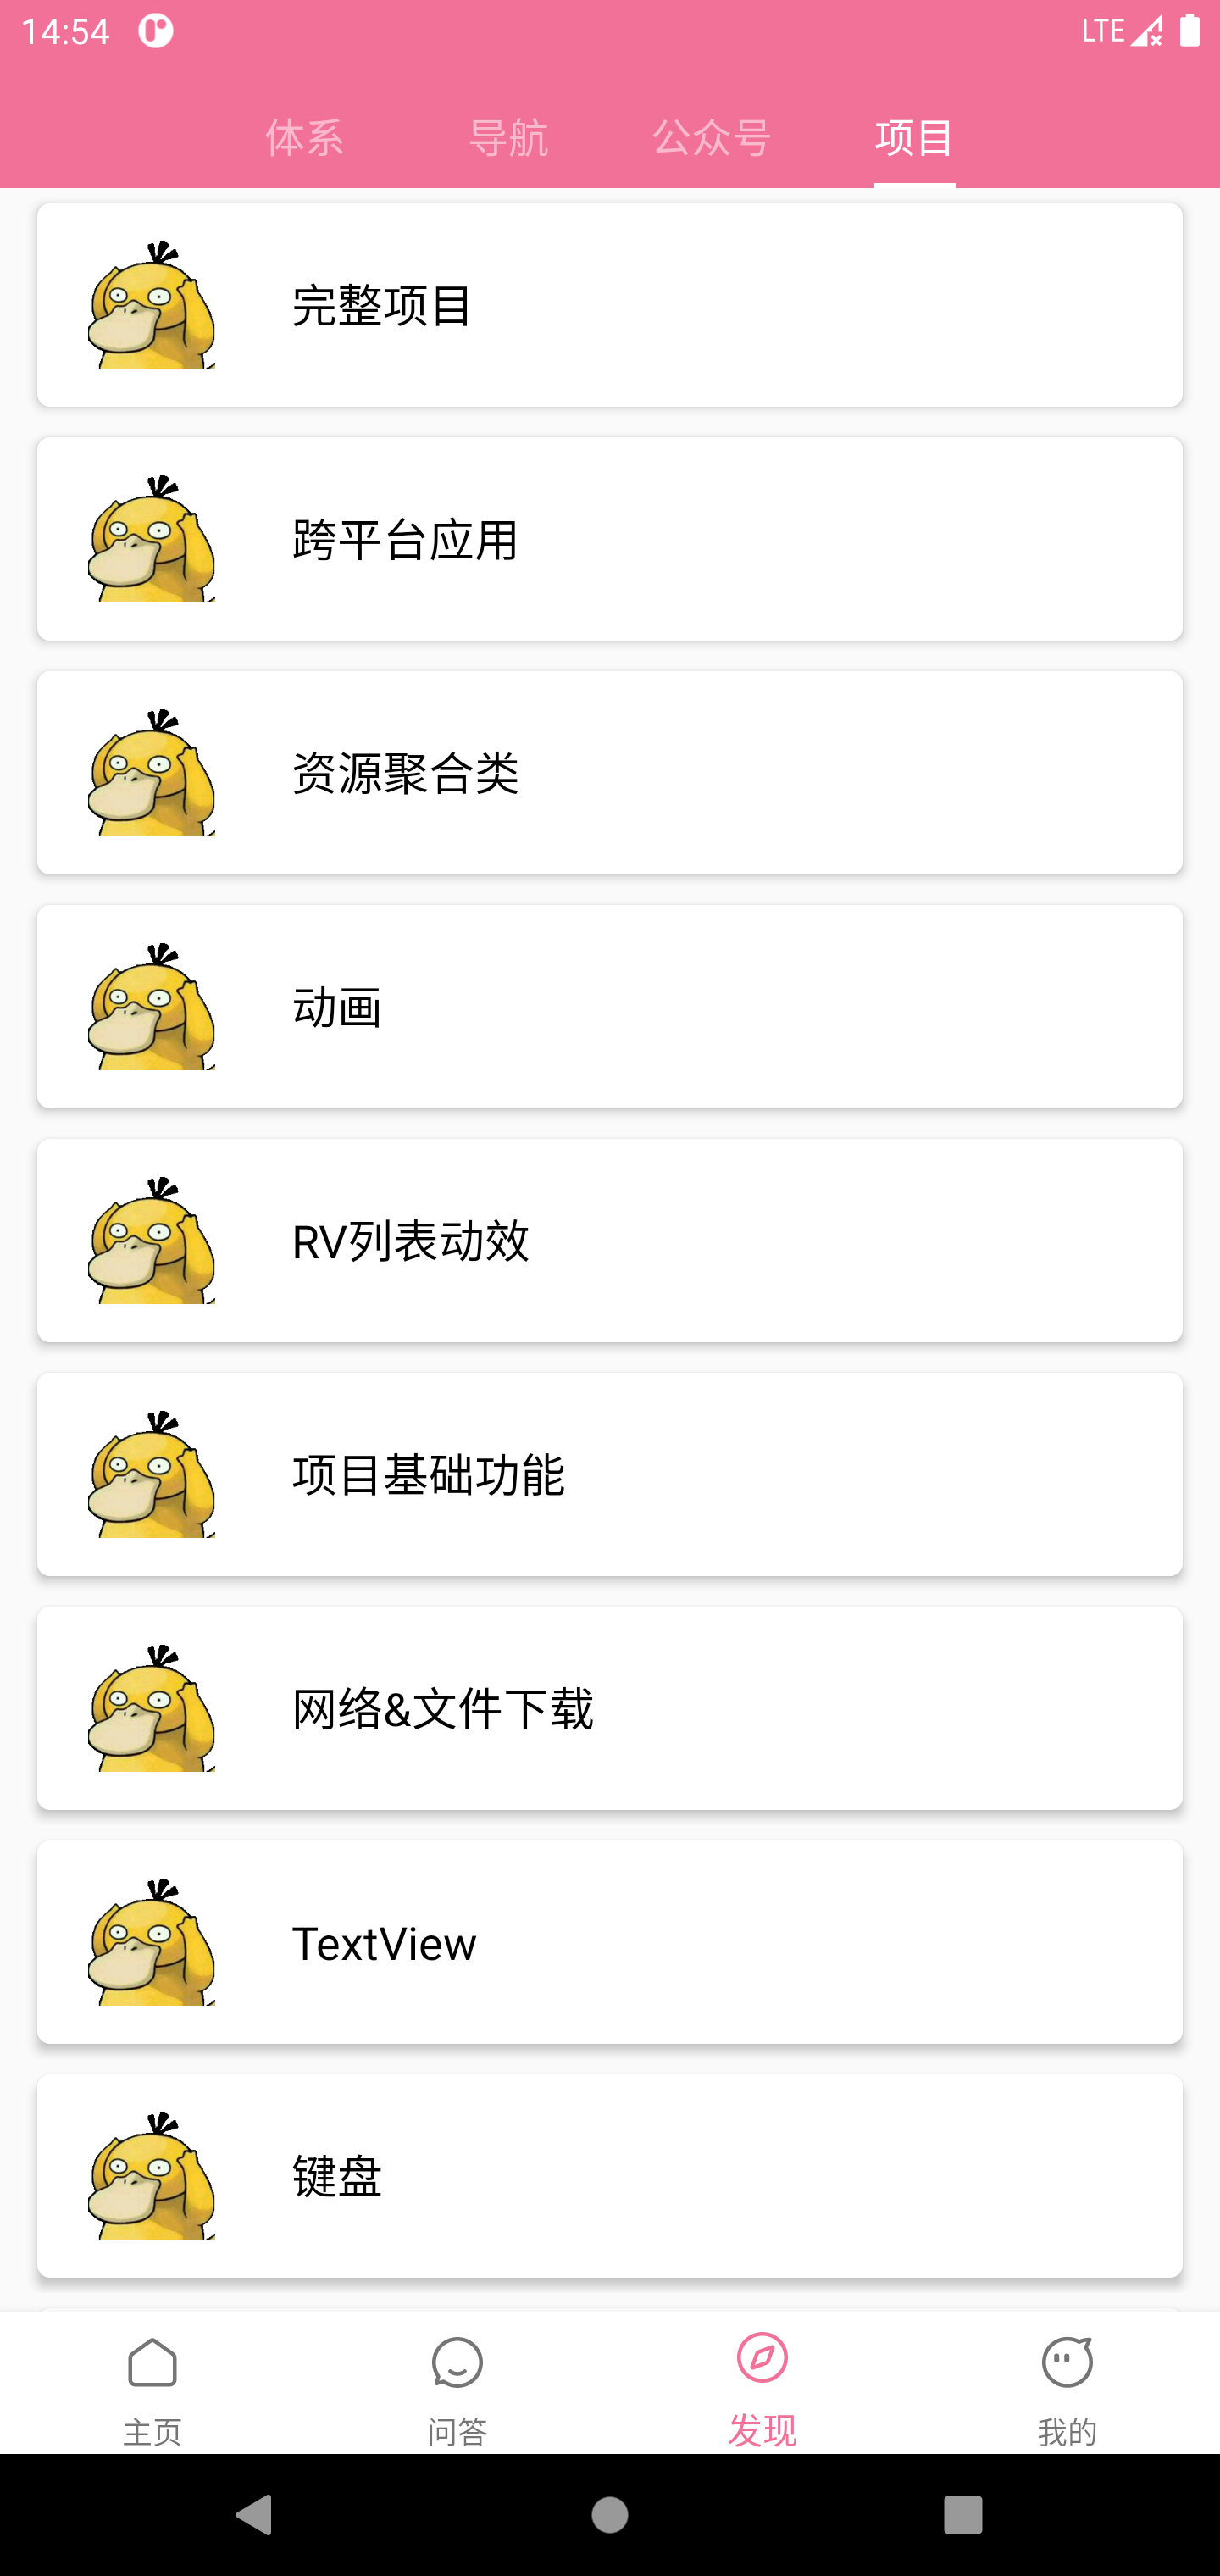 14:54 LTE
体系 导航 公众号 项目
完整项目
跨平台应用
资源聚合类
动画
RV列表动效
项目基础功能
网络&文件下载
TextView
键盘
主页 问答 发现 我的